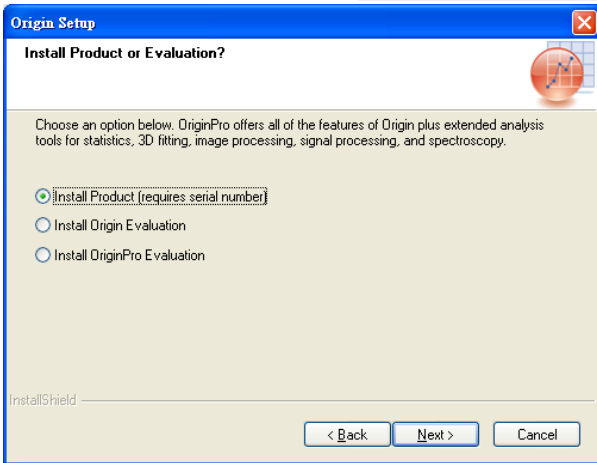 Origin Setup
Install Product or Evaluation?
Choose an option below. OriginPro offers all of the features of Origin plus extended analysis
tools for statistics, 3D fitting, image processing, signal processing, and spectroscopy.
Install Product (requires serial number)
Install Origin Evaluation
Install OriginPro Evaluation
InstallShield
< Back Next > Cancel